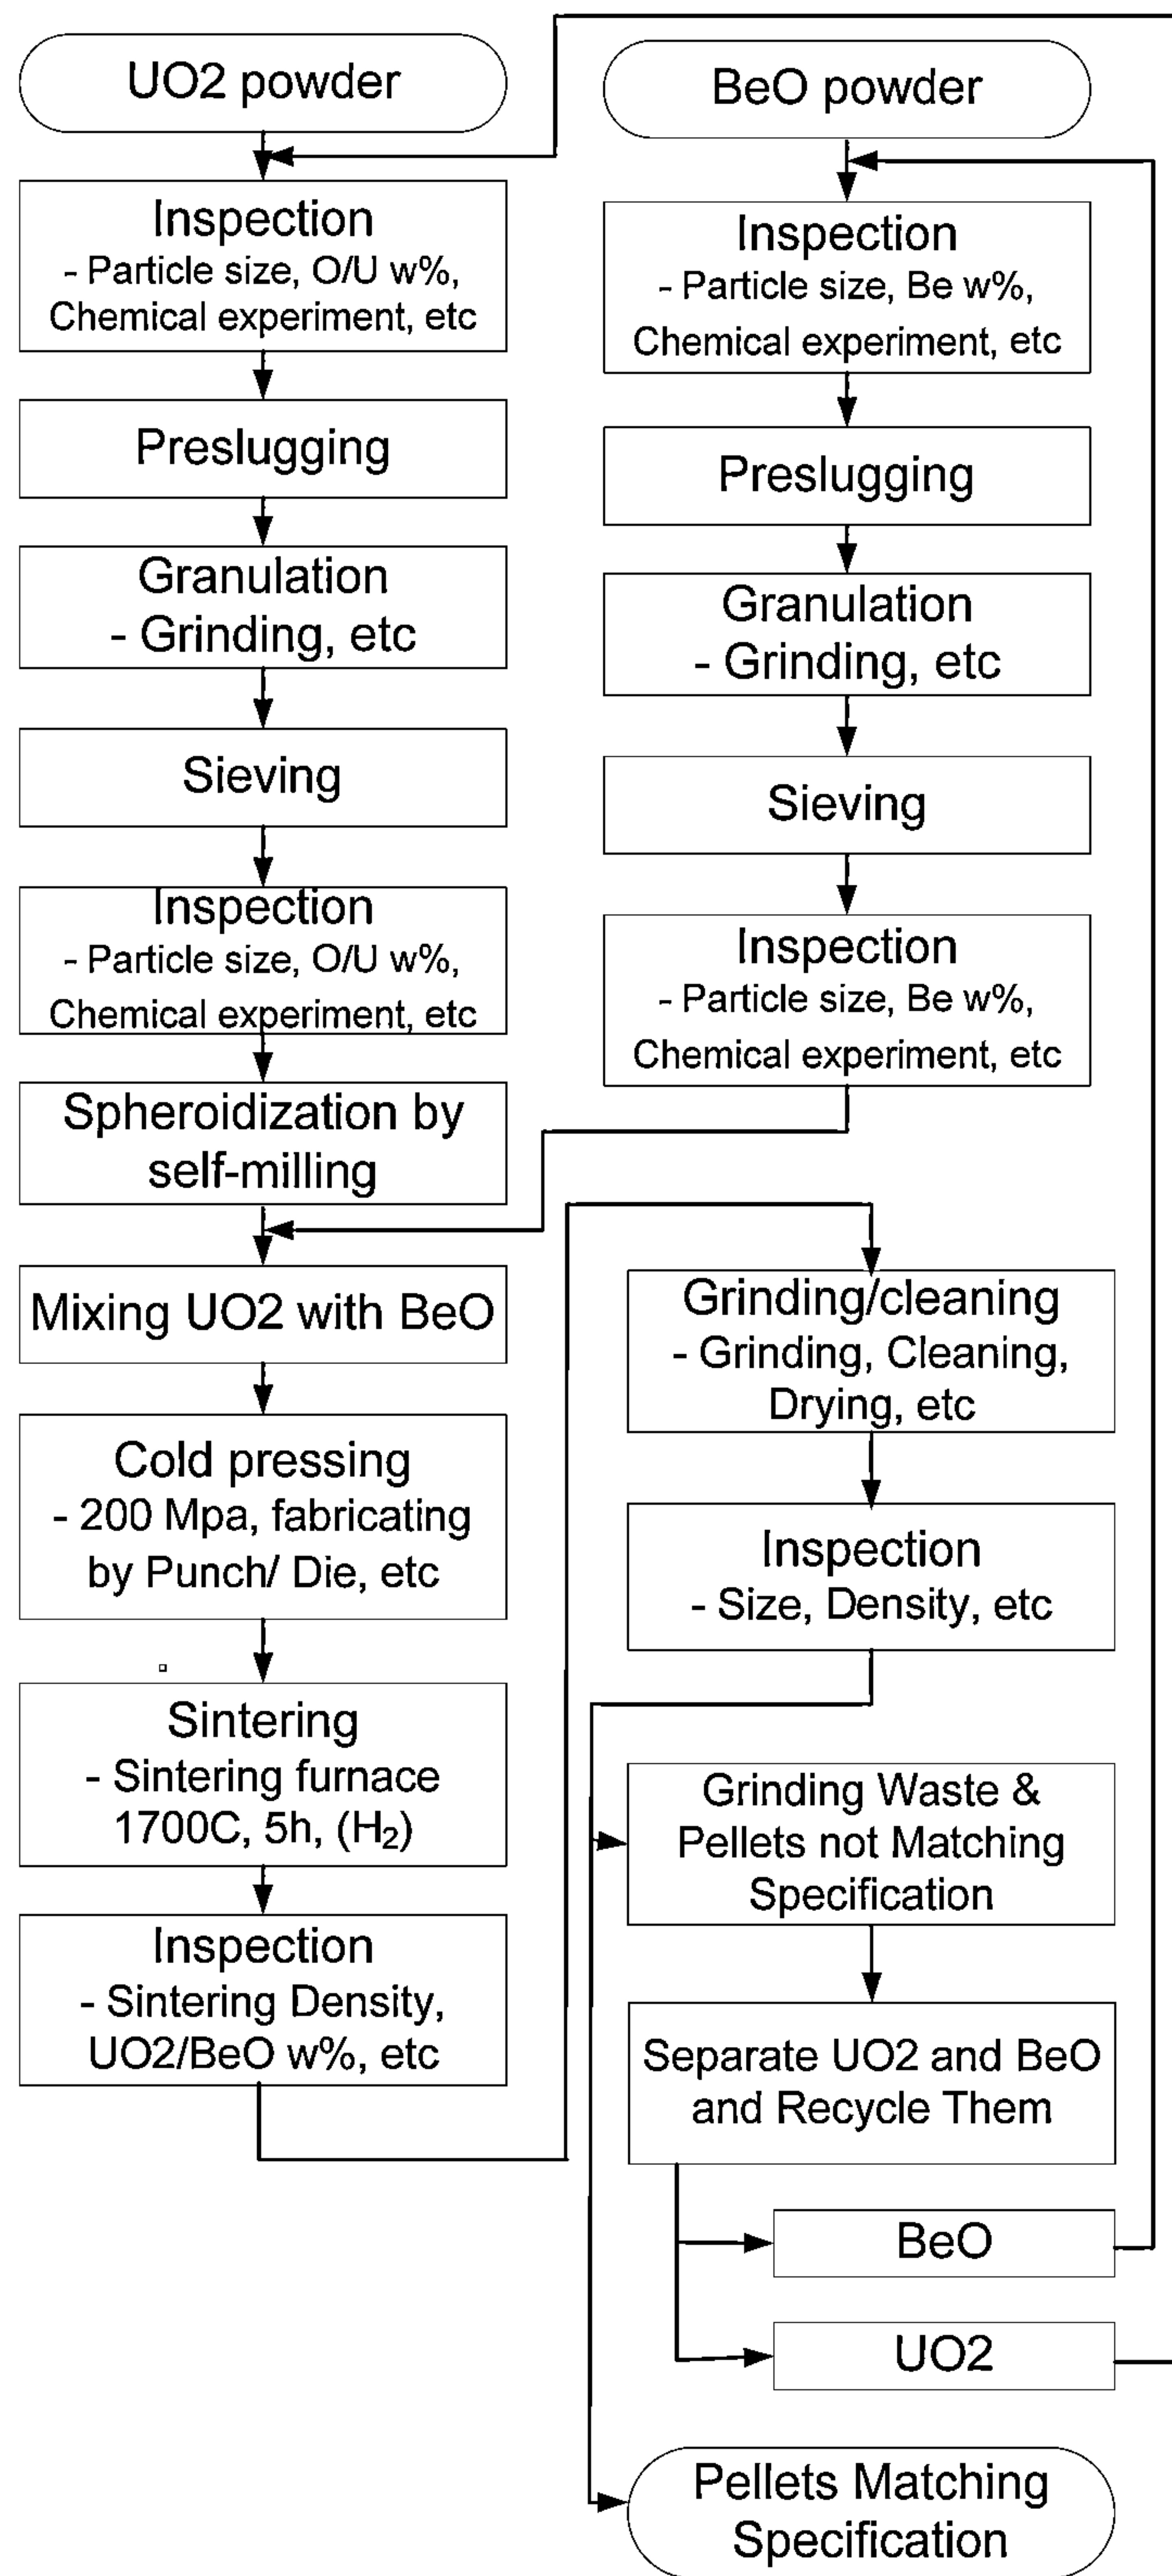 UO2 powder
Inspection
- Particle size, O/U w%,
Chemical experiment, etc
Preslugging
Granulation
- Grinding, etc
Sieving
Inspection
- Particle size, O/U w%,
Chemical experiment, etc
Spheroidization by
self-milling
Mixing UO2 with BeO
Cold pressing
- 200 Mpa, fabricating
by Punch/ Die, etc
Sintering
- Sintering furnace
1700C, 5h, (H₂)
Inspection
- Sintering Density,
UO2/BeO w%, etc
BeO powder
Inspection
- Particle size, Be w%,
Chemical experiment, etc
Preslugging
Granulation
- Grinding, etc
Sieving
Inspection
- Particle size, Be w%,
Chemical experiment, etc
Grinding/cleaning
- Grinding, Cleaning,
Drying, etc
Inspection
- Size, Density, etc
Grinding Waste &
Pellets not Matching
Specification
Separate UO2 and BeO
and Recycle Them
BeO
UO2
Pellets Matching
Specification